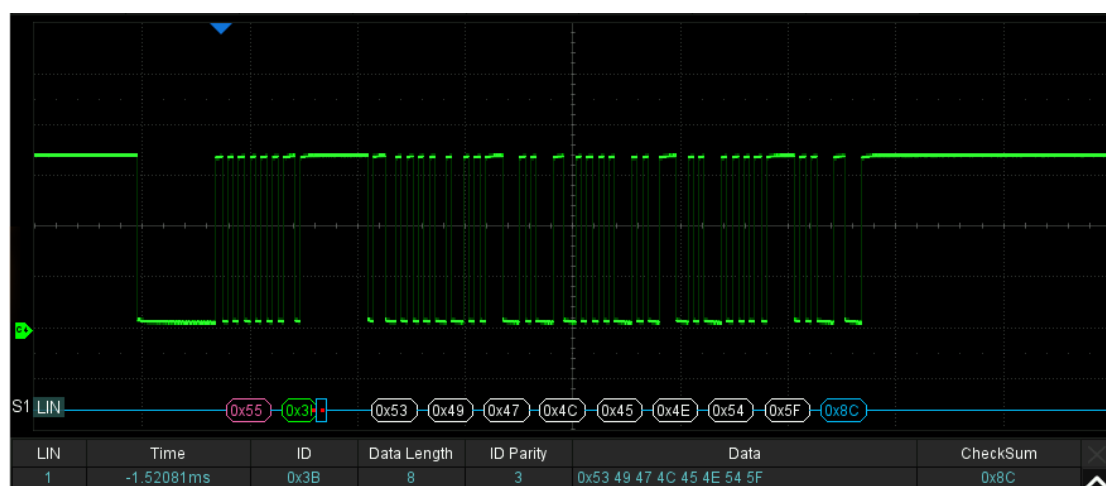 S1 LIN 0x55 0x3 0x53 0x49 0x47 0x4C 0x45 0x4E 0x54 0x5F 0x8C
LIN Time ID Data Length ID Parity Data CheckSum
1 -1.52081ms 0x3B 8 3 0x53 49 47 4C 45 4E 54 5F 0x8C